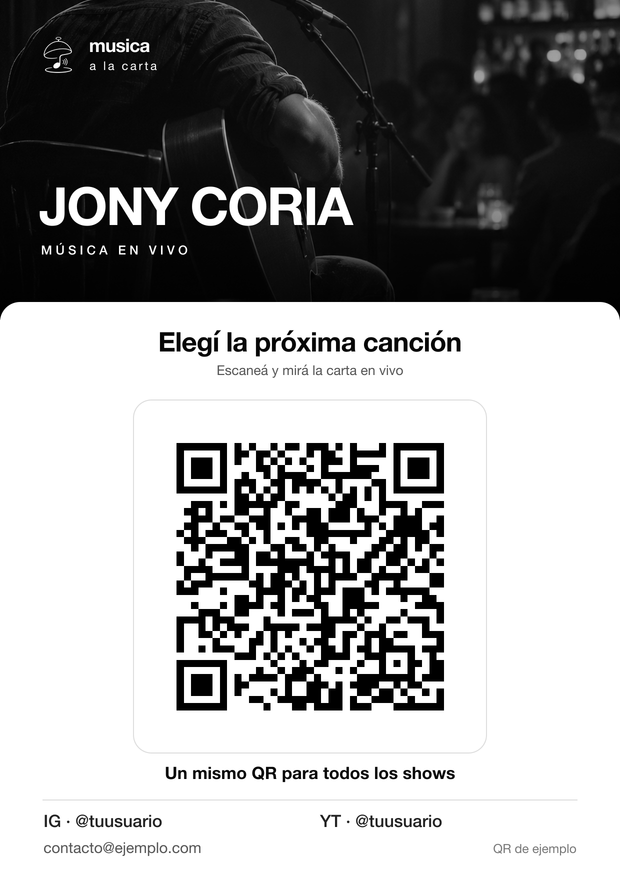 musica
a la carta
JONY CORIA
MÚSICA EN VIVO
Elegí la próxima canción
Escaneá y mirá la carta en vivo
Un mismo QR para todos los shows
IG · @tuusuario
YT · @tuusuario
contacto@ejemplo.com
QR de ejemplo